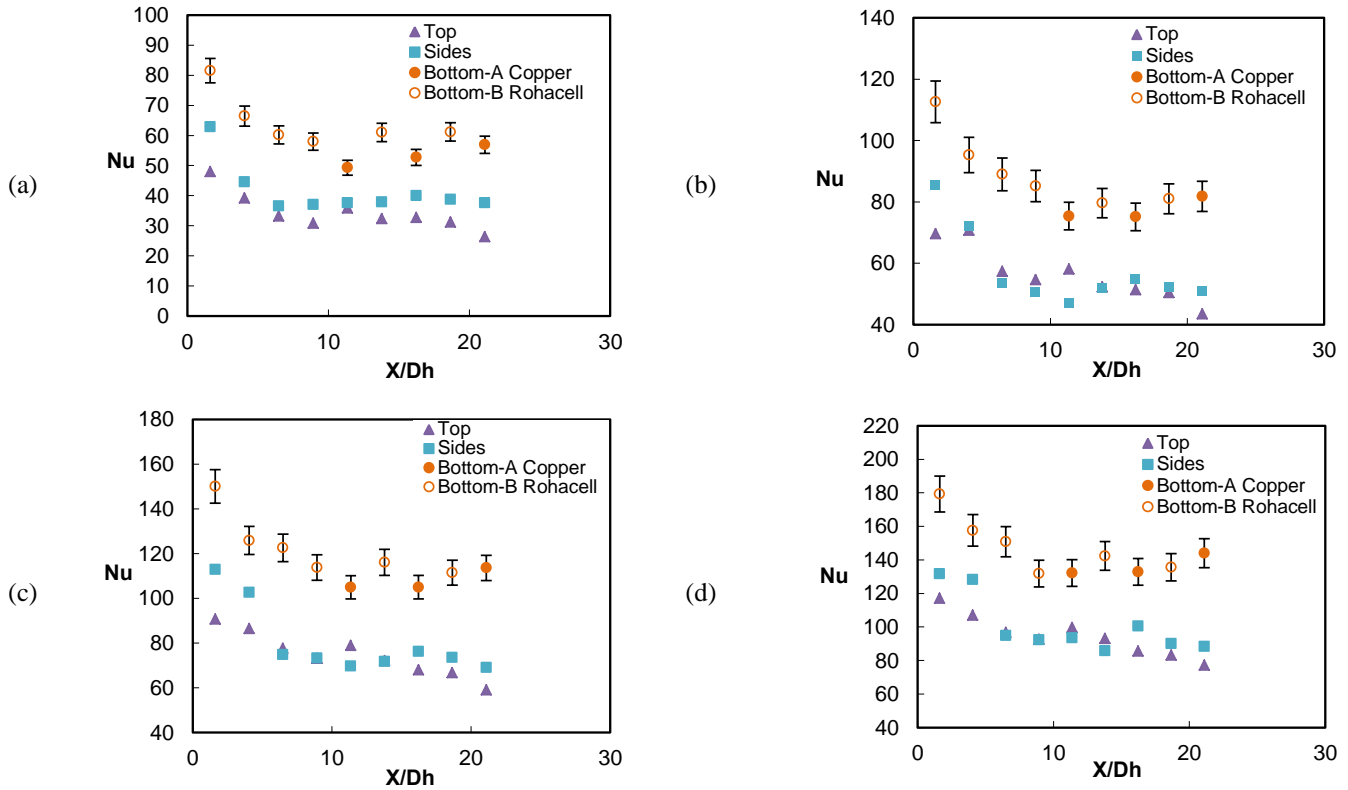 (a)
Nu
100
90
80
70
60
50
40
30
20
10
0
0 10 20 30
X/Dh
Top
Sides
Bottom-A Copper
Bottom-B Rohacell
(b)
Nu
140
120
100
80
60
40
0 10 20 30
X/Dh
Top
Sides
Bottom-A Copper
Bottom-B Rohacell
(c)
Nu
180
160
140
120
100
80
60
40
0 10 20 30
X/Dh
Top
Sides
Bottom-A Copper
Bottom-B Rohacell
(d)
Nu
220
200
180
160
140
120
100
80
60
40
0 10 20 30
X/Dh
Top
Sides
Bottom-A Copper
Bottom-B Rohacell